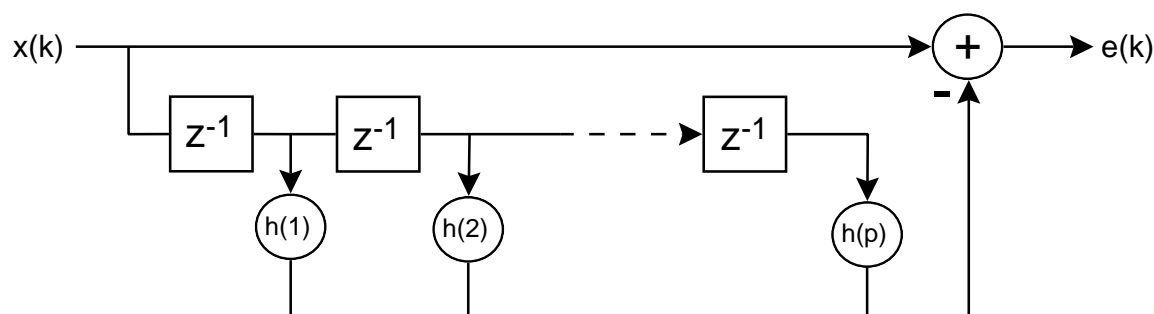 x(k)
+
e(k)
-
z⁻¹
z⁻¹
z⁻¹
h(1)
h(2)
h(p)